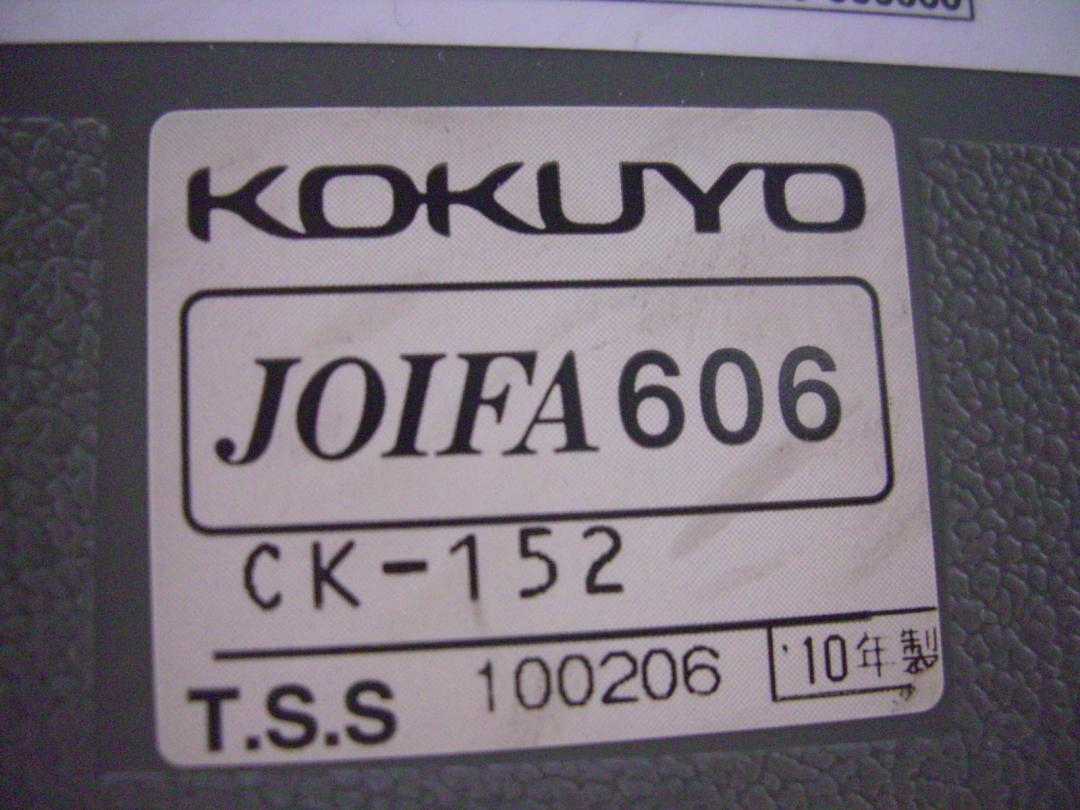 KOKUYO
JOIFA 606
CK-152
T.S.S 100206 '10年製